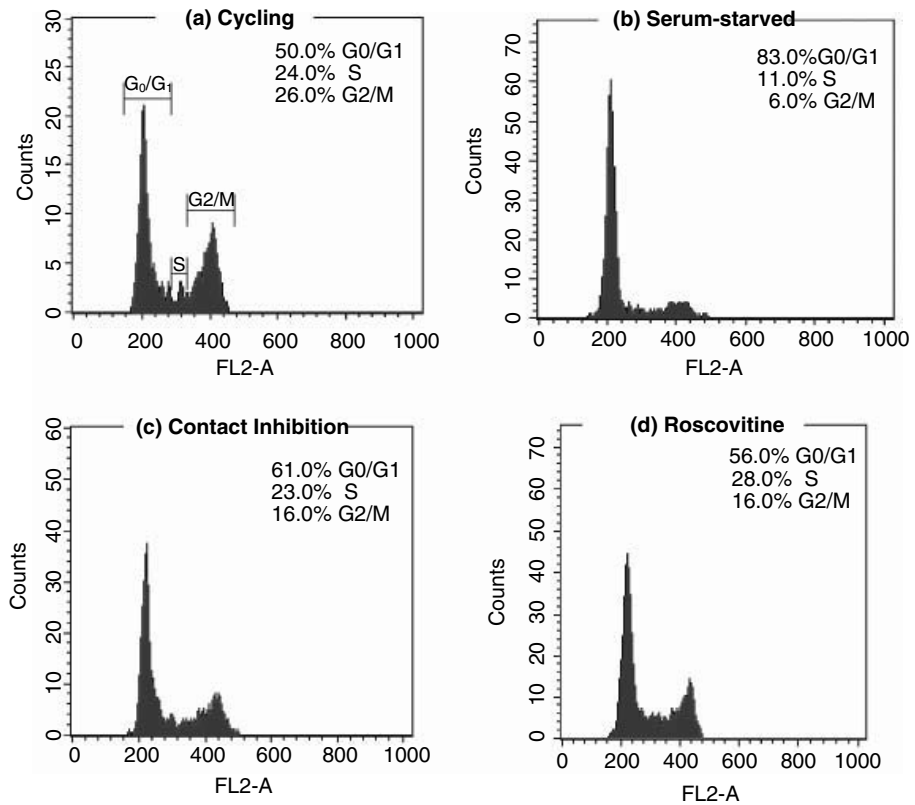 (a) Cycling
50.0% G0/G1
24.0% S
26.0% G2/M
G₀/G₁
G2/M
S
Counts
30
25
20
15
10
5
0
0 200 400 600 800 1000
FL2-A
(b) Serum-starved
83.0%G0/G1
11.0% S
6.0% G2/M
Counts
70
60
50
40
30
20
10
0
0 200 400 600 800 1000
FL2-A
(c) Contact Inhibition
61.0% G0/G1
23.0% S
16.0% G2/M
Counts
60
50
40
30
20
10
0
0 200 400 600 800 1000
FL2-A
(d) Roscovitine
56.0% G0/G1
28.0% S
16.0% G2/M
Counts
70
60
50
40
30
20
10
0
0 200 400 600 800 1000
FL2-A